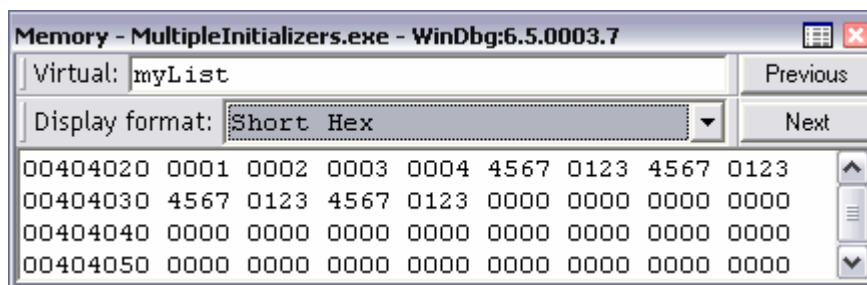 Memory - MultipleInitializers.exe - WinDbg:6.5.0003.7
Virtual: myList Previous
Display format: Short Hex Next
00404020 0001 0002 0003 0004 4567 0123 4567 0123
00404030 4567 0123 4567 0123 0000 0000 0000 0000
00404040 0000 0000 0000 0000 0000 0000 0000 0000
00404050 0000 0000 0000 0000 0000 0000 0000 0000